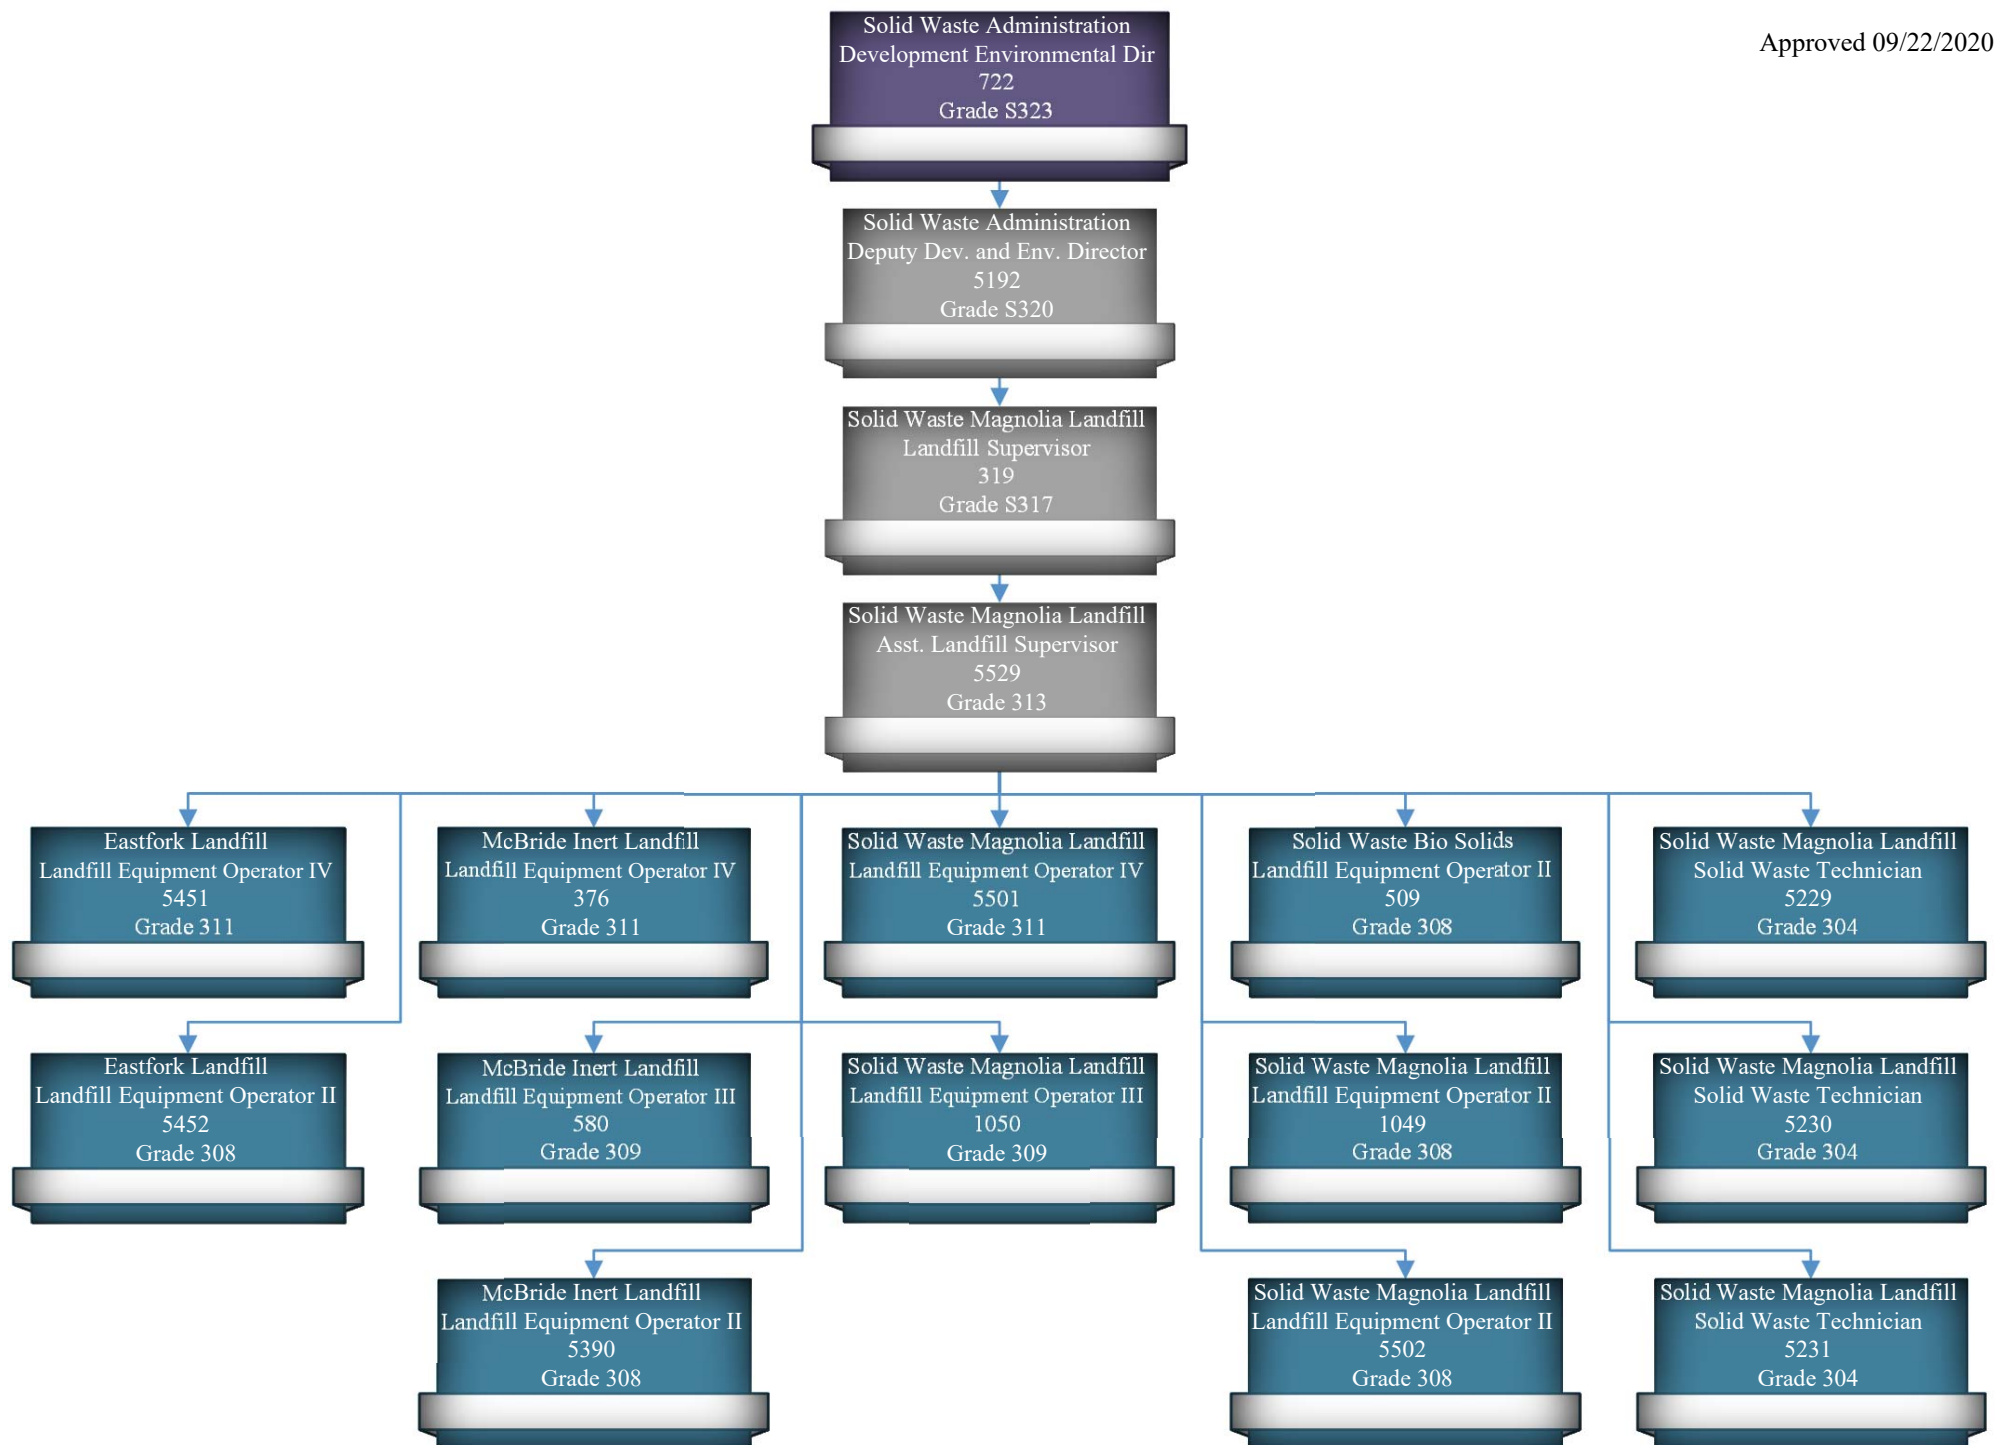 Approved 09/22/2020
Solid Waste Administration
Development Environmental Dir
722
Grade S323
Solid Waste Administration
Deputy Dev. and Env. Director
5192
Grade S320
Solid Waste Magnolia Landfill
Landfill Supervisor
319
Grade S317
Solid Waste Magnolia Landfill
Asst. Landfill Supervisor
5529
Grade 313
Eastfork Landfill
Landfill Equipment Operator IV
5451
Grade 311
McBride Inert Landfill
Landfill Equipment Operator IV
376
Grade 311
Solid Waste Magnolia Landfill
Landfill Equipment Operator IV
5501
Grade 311
Solid Waste Bio Solids
Landfill Equipment Operator II
509
Grade 308
Solid Waste Magnolia Landfill
Solid Waste Technician
5229
Grade 304
Eastfork Landfill
Landfill Equipment Operator II
5452
Grade 308
McBride Inert Landfill
Landfill Equipment Operator III
580
Grade 309
Solid Waste Magnolia Landfill
Landfill Equipment Operator III
1050
Grade 309
Solid Waste Magnolia Landfill
Landfill Equipment Operator II
1049
Grade 308
Solid Waste Magnolia Landfill
Solid Waste Technician
5230
Grade 304
McBride Inert Landfill
Landfill Equipment Operator II
5390
Grade 308
Solid Waste Magnolia Landfill
Landfill Equipment Operator II
5502
Grade 308
Solid Waste Magnolia Landfill
Solid Waste Technician
5231
Grade 304